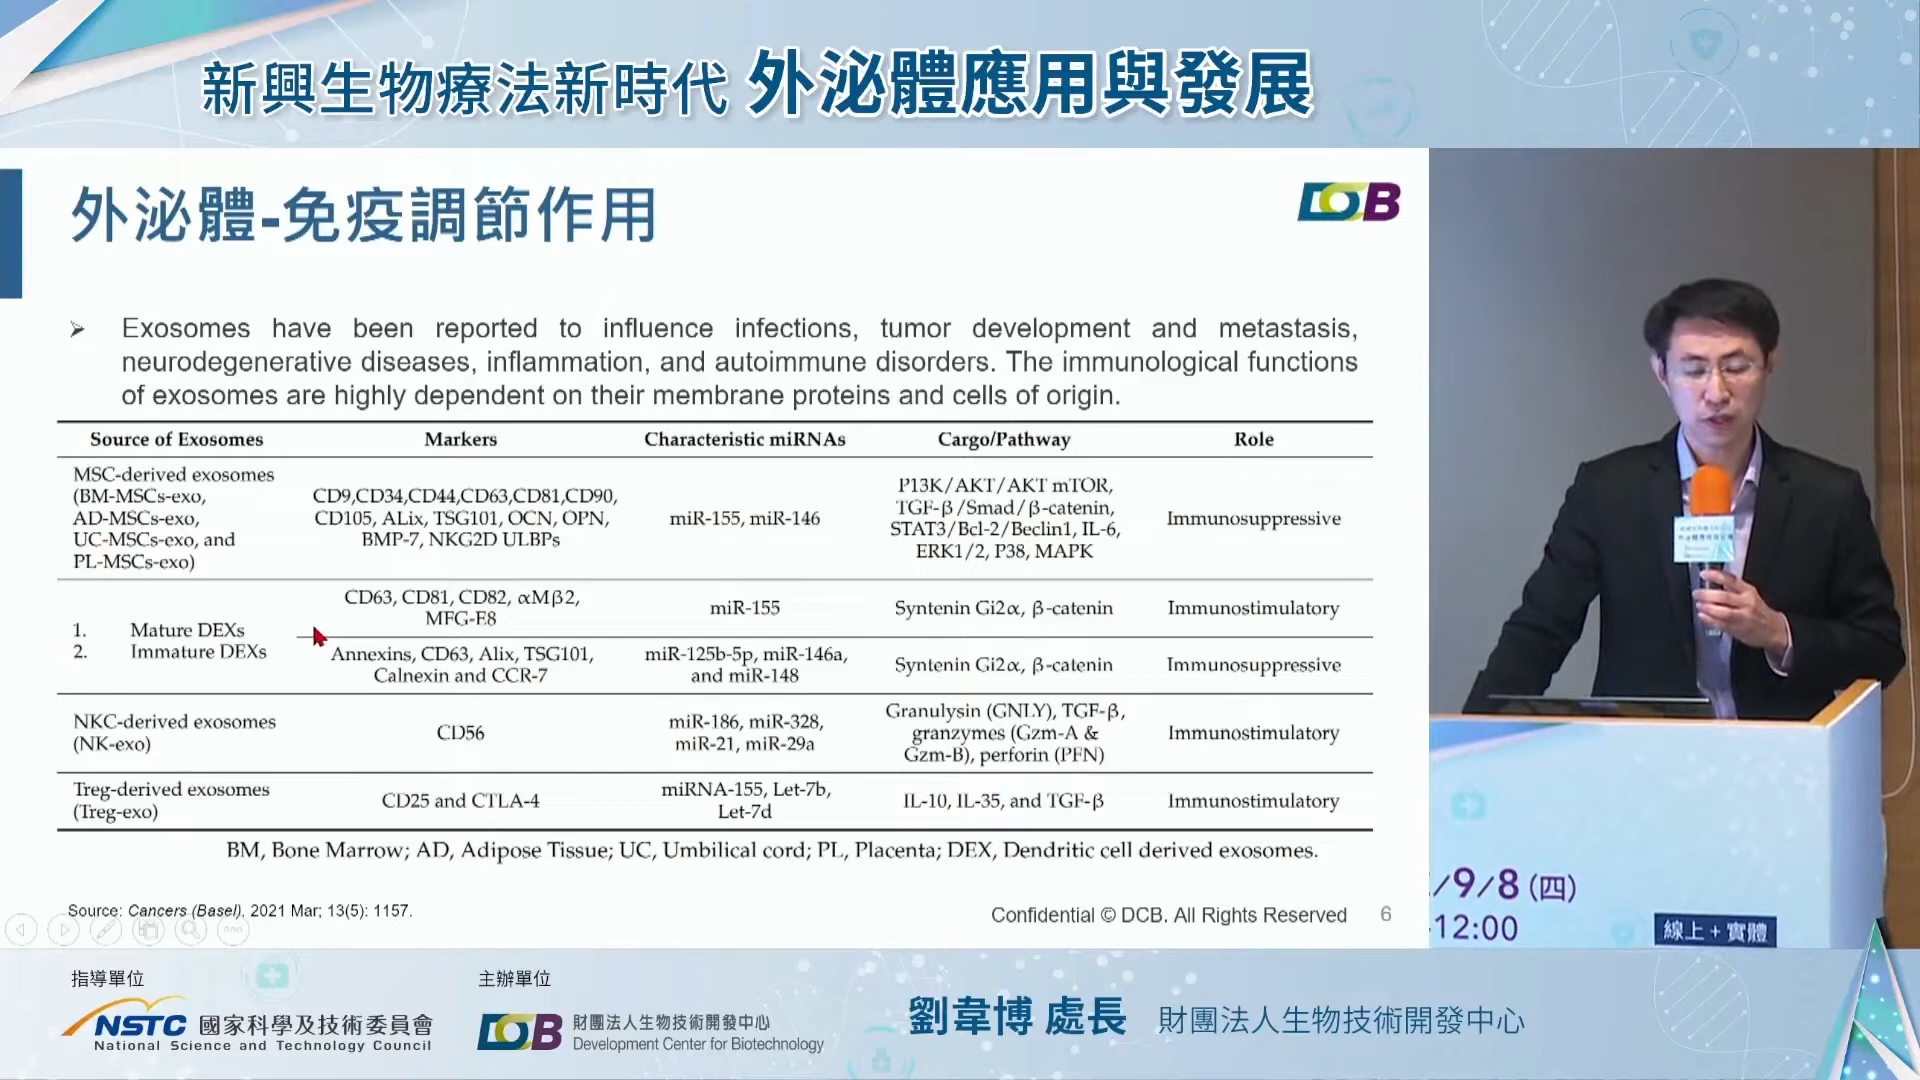 新興生物療法新時代 外泌體應用與發展
外泌體-免疫調節作用
DCB
➢ Exosomes have been reported to influence infections, tumor development and metastasis,
neurodegenerative diseases, inflammation, and autoimmune disorders. The immunological functions
of exosomes are highly dependent on their membrane proteins and cells of origin.
Source of Exosomes Markers Characteristic miRNAs Cargo/Pathway Role
MSC-derived exosomes
(BM-MSCs-exo,
AD-MSCs-exo,
UC-MSCs-exo, and
PL-MSCs-exo)
CD9,CD34,CD44,CD63,CD81,CD90,
CD105, ALix, TSG101, OCN, OPN,
BMP-7, NKG2D ULBPs
miR-155, miR-146
P13K/AKT/AKT mTOR,
TGF-β/Smad/β-catenin,
STAT3/Bcl-2/Beclin1, IL-6,
ERK1/2, P38, MAPK
Immunosuppressive
1. Mature DEXs
2. Immature DEXs
CD63, CD81, CD82, αMβ2,
MFG-E8
miR-155
Syntenin Gi2α, β-catenin
Immunostimulatory
Annexins, CD63, Alix, TSG101,
Calnexin and CCR-7
miR-125b-5p, miR-146a,
and miR-148
Syntenin Gi2α, β-catenin
Immunosuppressive
NKC-derived exosomes
(NK-exo)
CD56
miR-186, miR-328,
miR-21, miR-29a
Granulysin (GNLY), TGF-β,
granzymes (Gzm-A &
Gzm-B), perforin (PFN)
Immunostimulatory
Treg-derived exosomes
(Treg-exo)
CD25 and CTLA-4
miRNA-155, Let-7b,
Let-7d
IL-10, IL-35, and TGF-β
Immunostimulatory
BM, Bone Marrow; AD, Adipose Tissue; UC, Umbilical cord; PL, Placenta; DEX, Dendritic cell derived exosomes.
Source: Cancers (Basel). 2021 Mar; 13(5): 1157.
Confidential © DCB. All Rights Reserved 6
/9/8(四)
-12:00
線上+實體
指導單位
NSTC 國家科學及技術委員會
National Science and Technology Council
主辦單位
DCB 財團法人生物技術開發中心
Development Center for Biotechnology
劉韋博 處長 財團法人生物技術開發中心